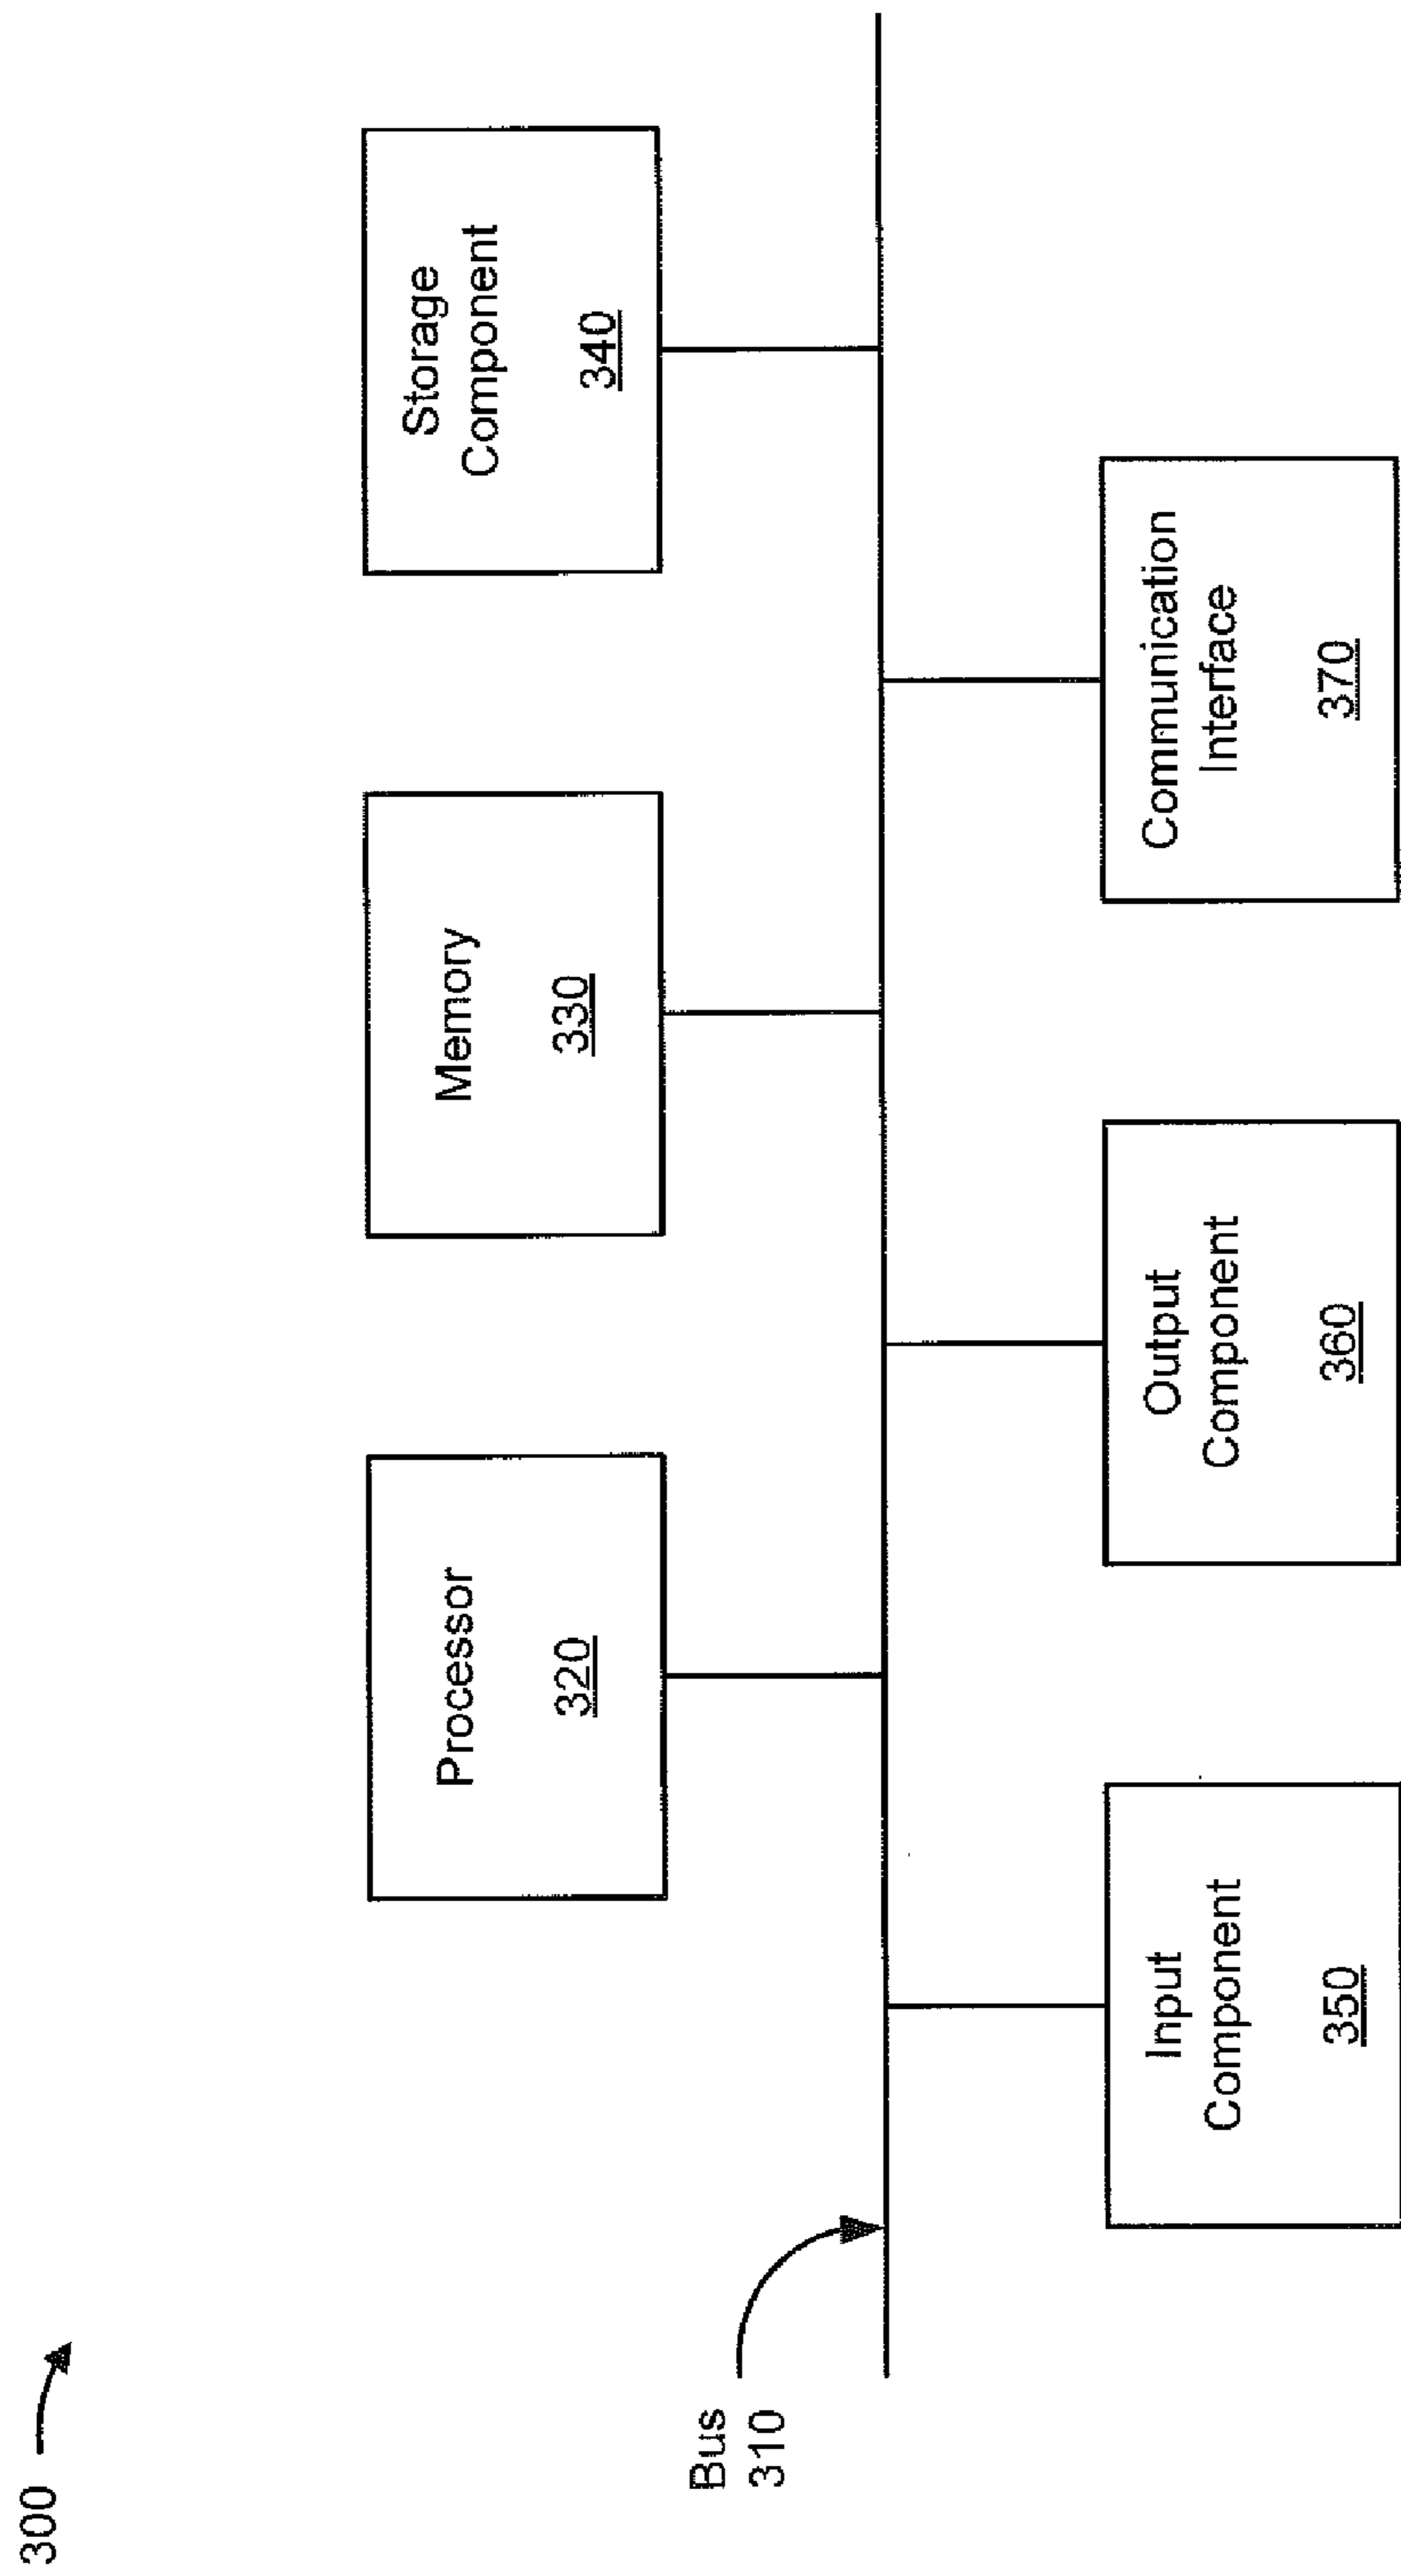 300
Processor
320
Memory
330
Storage
Component
340
Bus
310
Input
Component
350
Output
Component
360
Communication
Interface
370